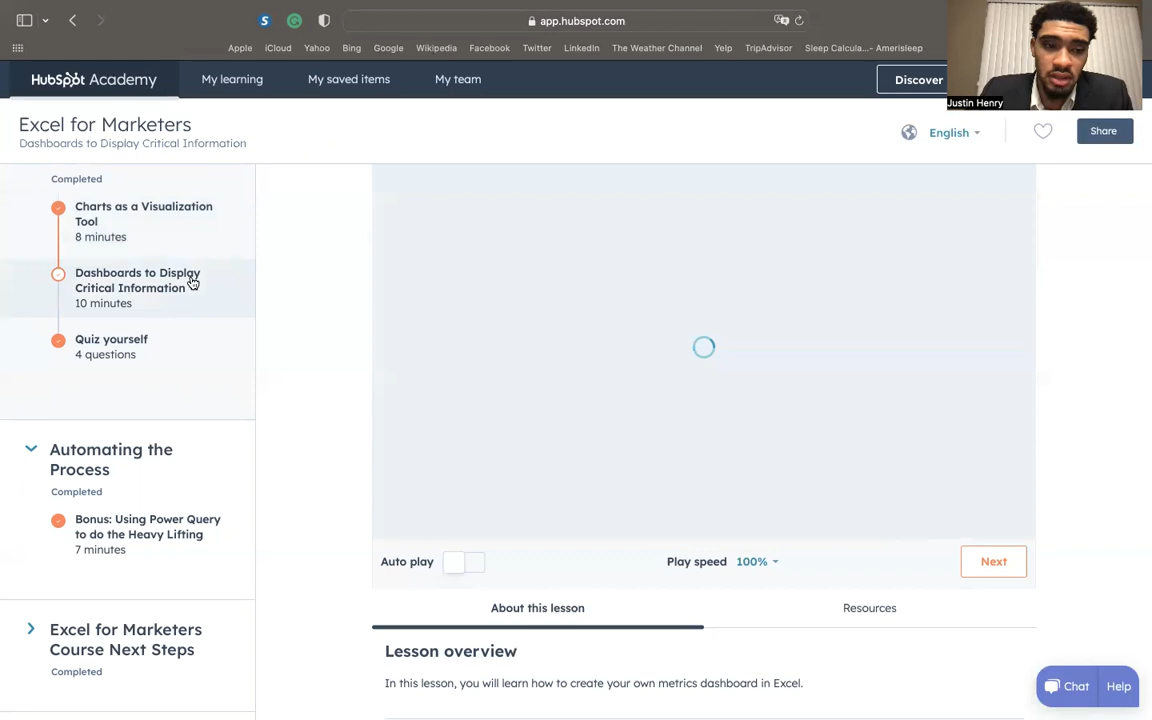 app.hubspot.com
Apple iCloud Yahoo Bing Google Wikipedia Facebook Twitter LinkedIn The Weather Channel Yelp TripAdvisor Sleep Calcula...- Amerisleep
HubSpot Academy My learning My saved items My team Discover
Justin Henry
Excel for Marketers
Dashboards to Display Critical Information
English
Share
Completed
Charts as a Visualization
Tool
8 minutes
Dashboards to Display
Critical Information
10 minutes
Quiz yourself
4 questions
Automating the
Process
Completed
Bonus: Using Power Query
to do the Heavy Lifting
7 minutes
Excel for Marketers
Course Next Steps
Completed
Auto play Play speed 100% Next
About this lesson Resources
Lesson overview
In this lesson, you will learn how to create your own metrics dashboard in Excel.
Chat Help